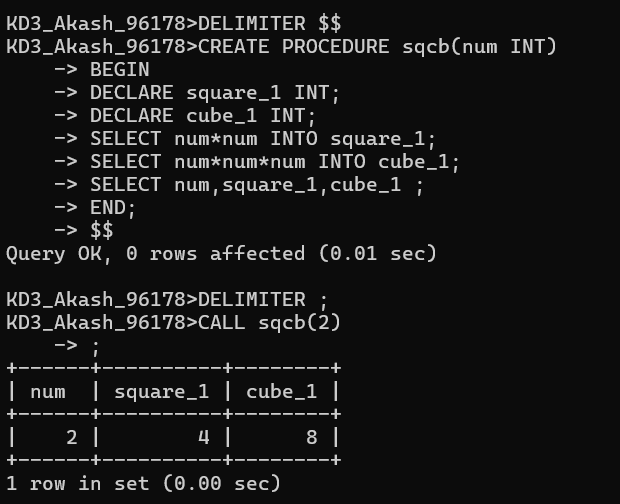 KD3_Akash_96178>DELIMITER $$
KD3_Akash_96178>CREATE PROCEDURE sqcb(num INT)
    -> BEGIN
    -> DECLARE square_1 INT;
    -> DECLARE cube_1 INT;
    -> SELECT num*num INTO square_1;
    -> SELECT num*num*num INTO cube_1;
    -> SELECT num,square_1,cube_1 ;
    -> END;
    -> $$
Query OK, 0 rows affected (0.01 sec)

KD3_Akash_96178>DELIMITER ;
KD3_Akash_96178>CALL sqcb(2)
    -> ;
+------+----------+--------+
| num  | square_1 | cube_1 |
+------+----------+--------+
|    2 |        4 |      8 |
+------+----------+--------+
1 row in set (0.00 sec)